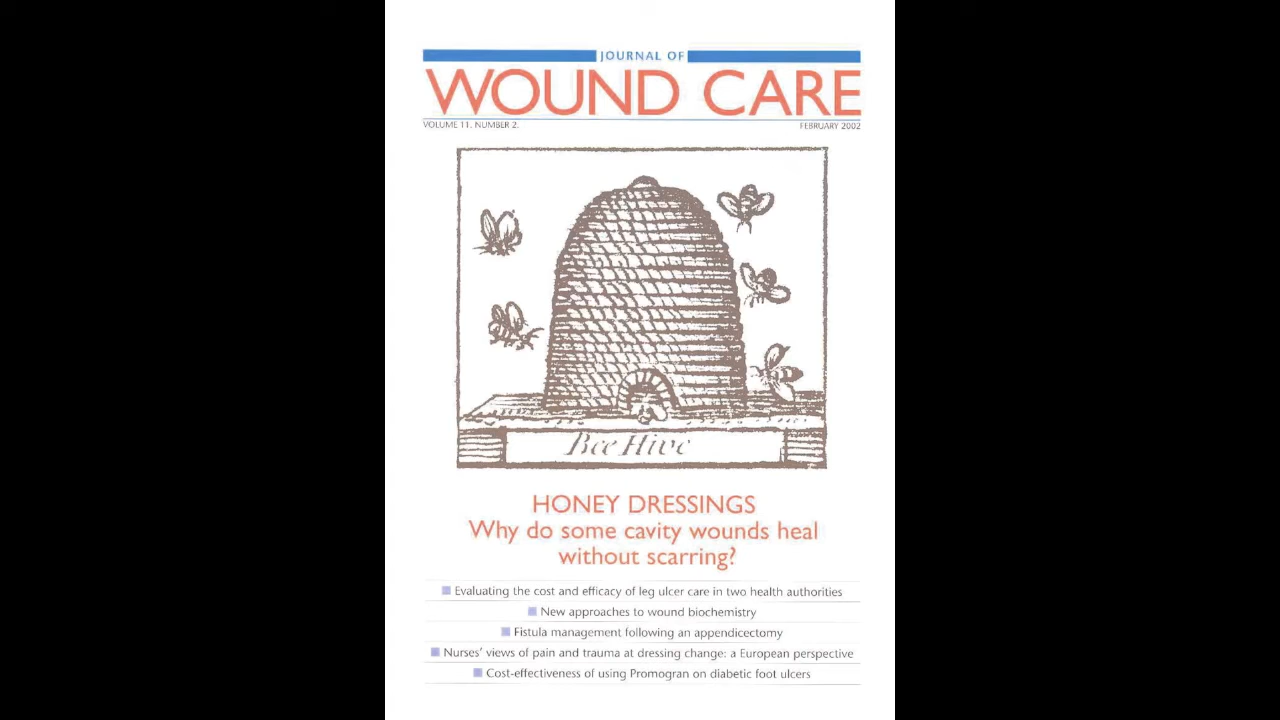 JOURNAL OF
WOUND CARE
VOLUME 11. NUMBER 2.
FEBRUARY 2002
Bee Hive
HONEY DRESSINGS
Why do some cavity wounds heal
without scarring?
Evaluating the cost and efficacy of leg ulcer care in two health authorities
New approaches to wound biochemistry
Fistula management following an appendicectomy
Nurses' views of pain and trauma at dressing change: a European perspective
Cost-effectiveness of using Promogran on diabetic foot ulcers